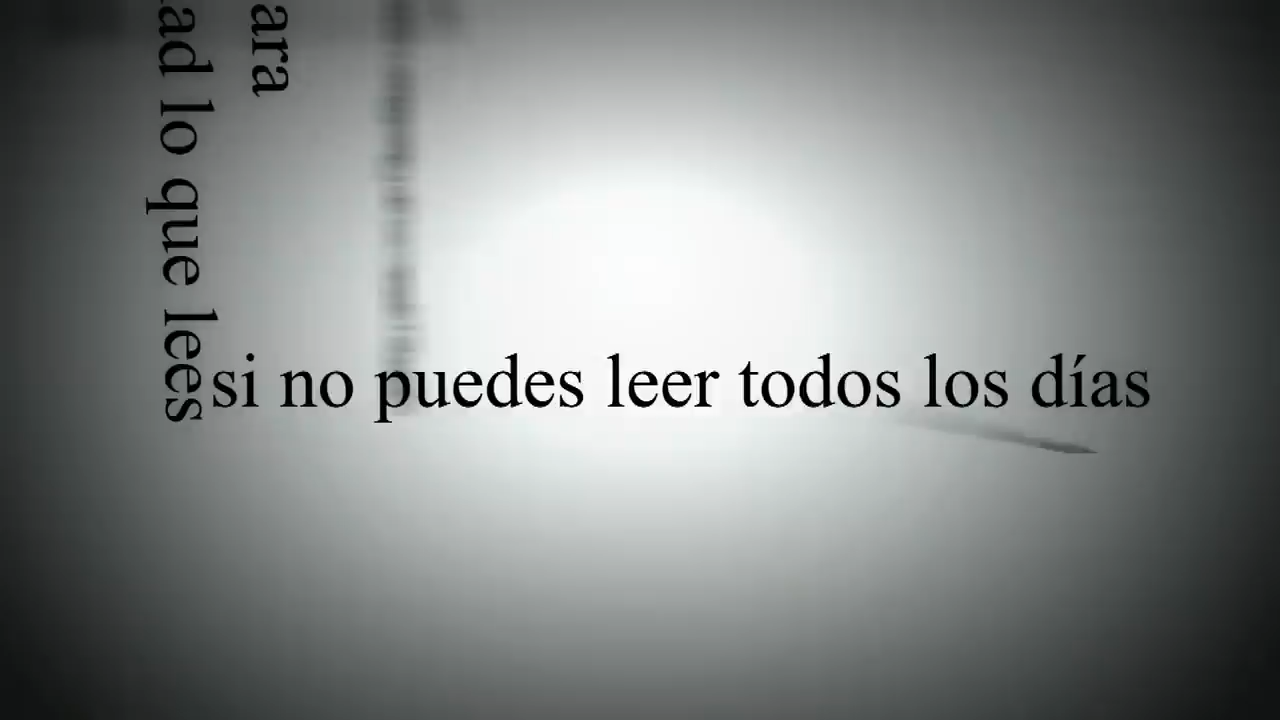 ara
ad lo que lees
si no puedes leer todos los días